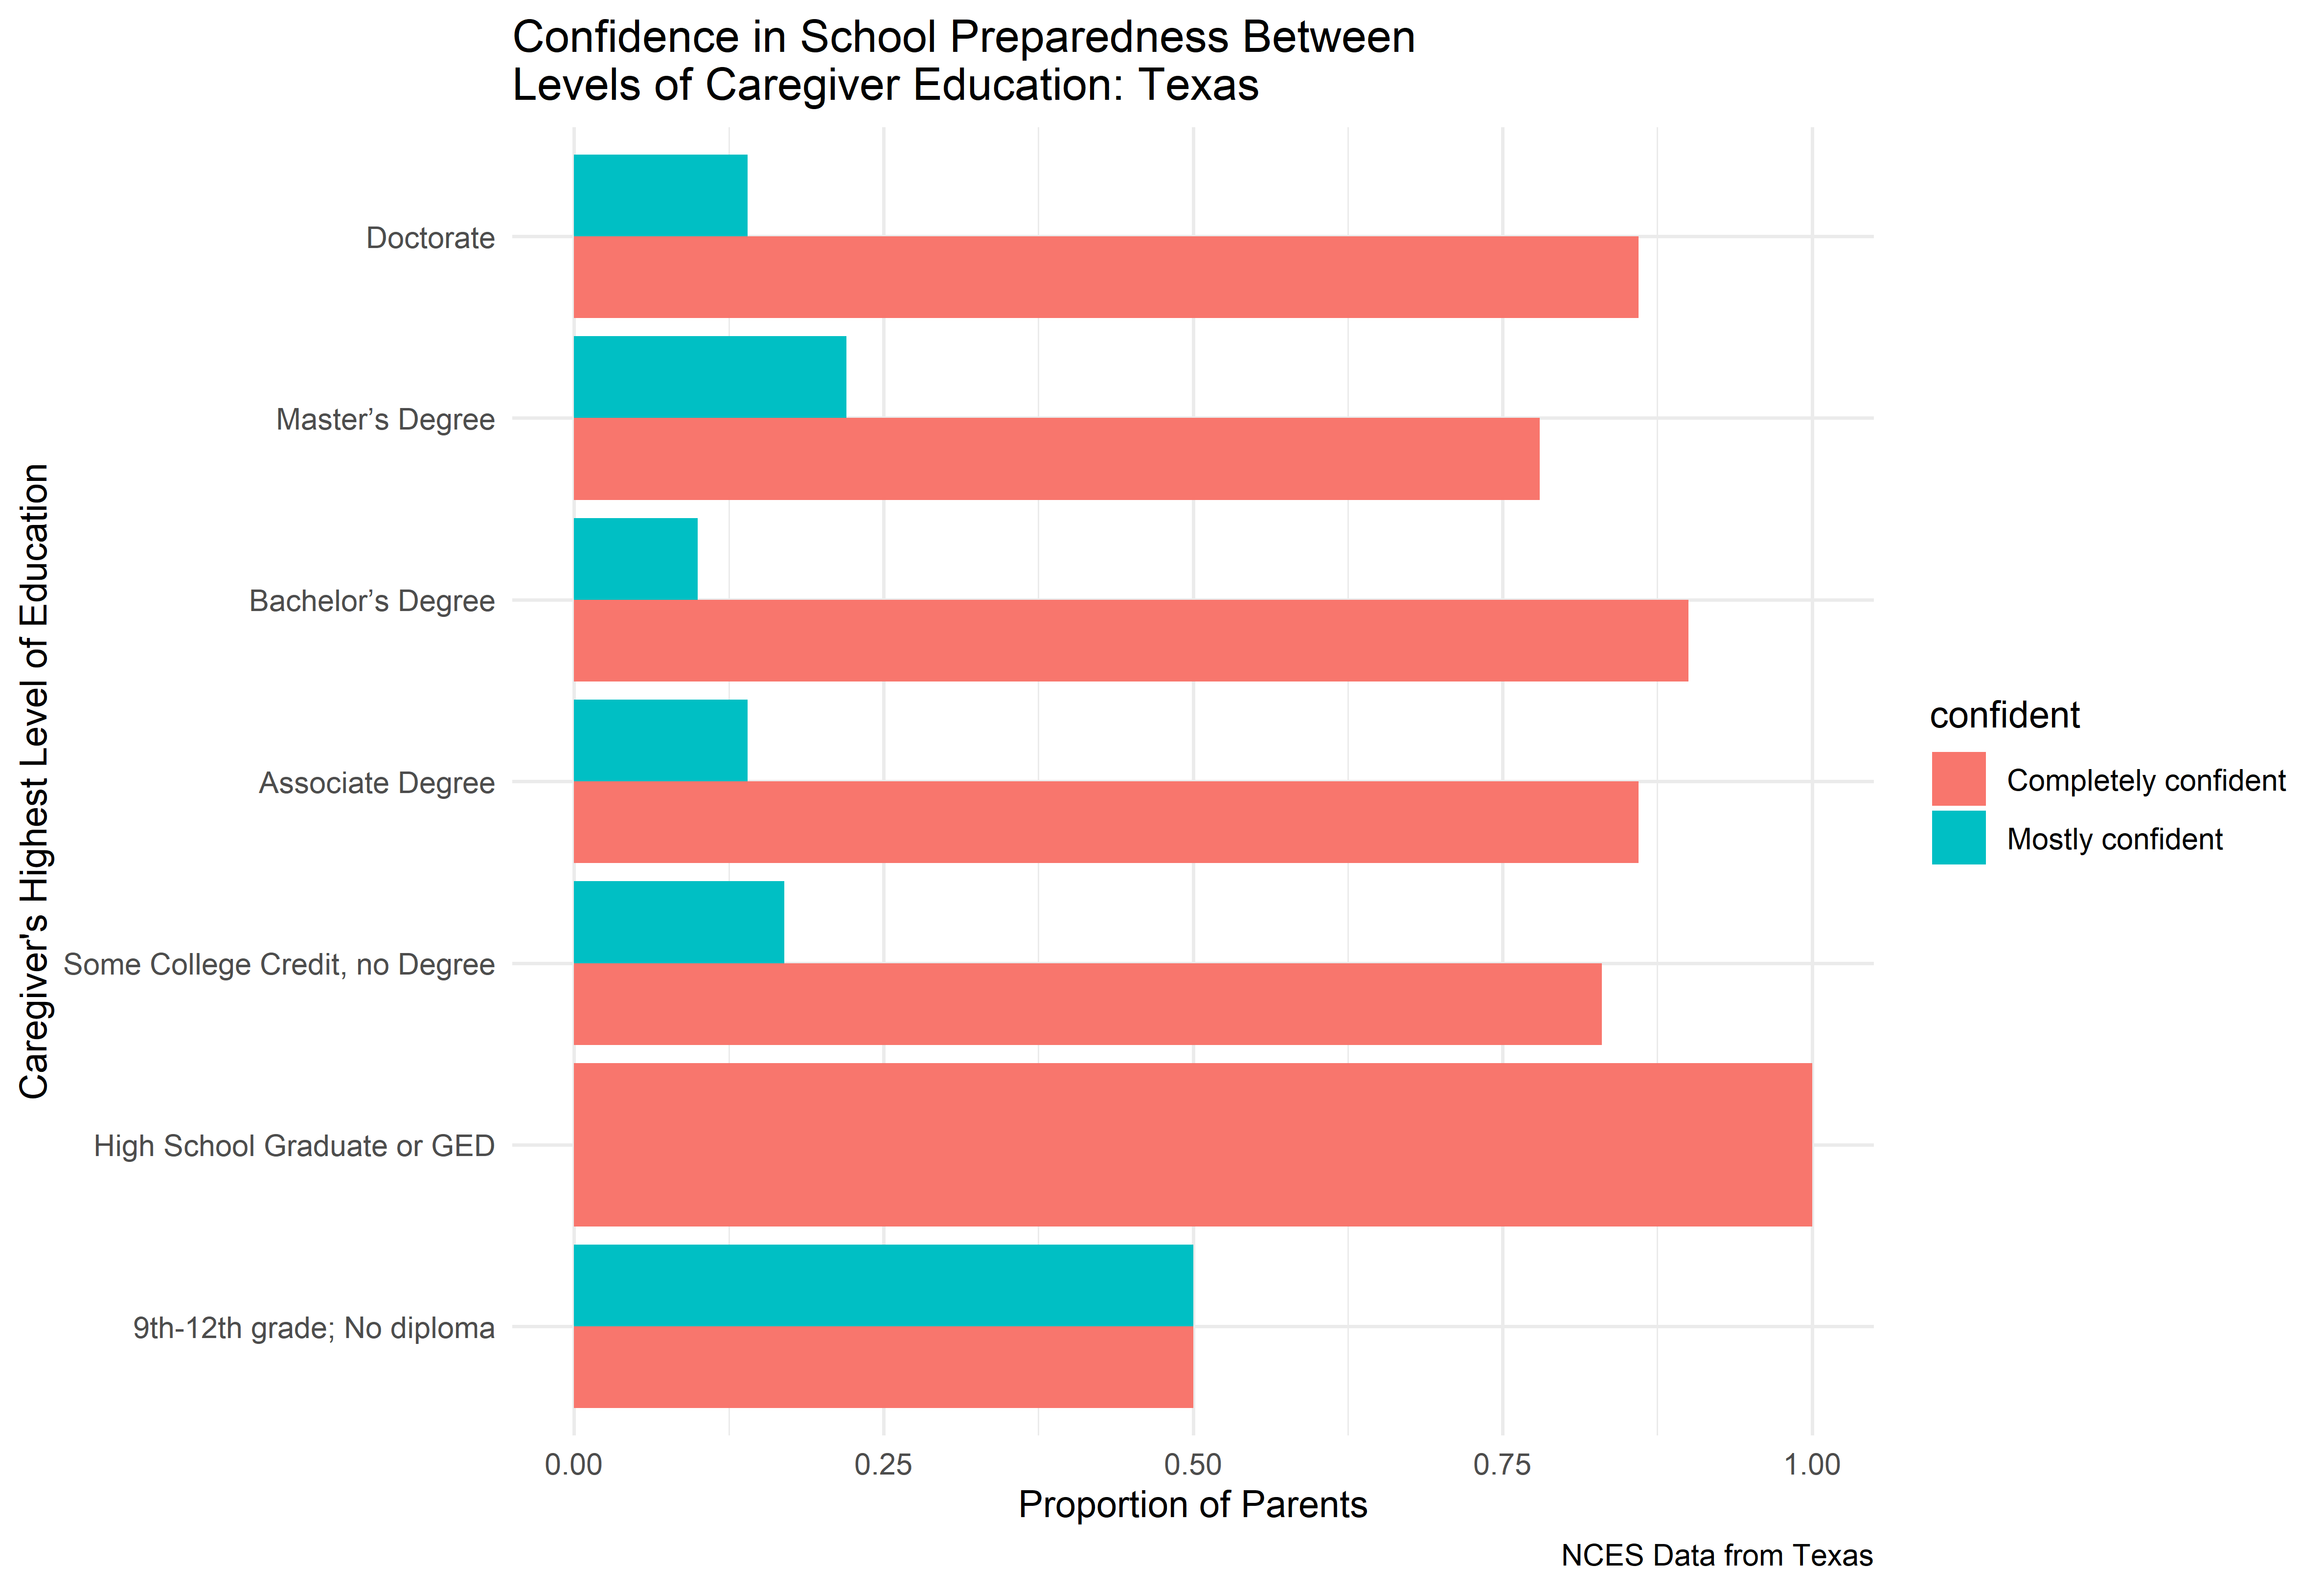 Confidence in School Preparedness Between
Levels of Caregiver Education: Texas
Caregiver's Highest Level of Education
Doctorate
Master’s Degree
Bachelor’s Degree
Associate Degree
Some College Credit, no Degree
High School Graduate or GED
9th-12th grade; No diploma
0.00 0.25 0.50 0.75 1.00
Proportion of Parents
confident
Completely confident
Mostly confident
NCES Data from Texas